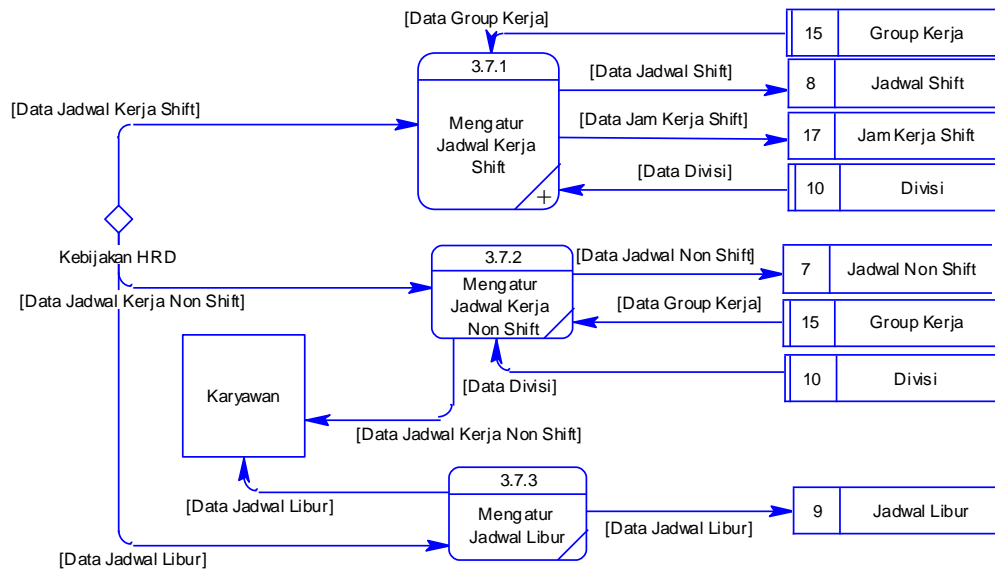 [Data Group Kerja]
15
Group Kerja
3.7.1
[Data Jadwal Shift]
8
Jadwal Shift
[Data Jadwal Kerja Shift]
Mengatur
Jadwal Kerja
Shift
[Data Jam Kerja Shift]
17
Jam Kerja Shift
[Data Divisi]
10
Divisi
+
Kebijakan HRD
3.7.2
[Data Jadwal Non Shift]
7
Jadwal Non Shift
[Data Jadwal Kerja Non Shift]
Mengatur
Jadwal Kerja
Non Shift
[Data Group Kerja]
15
Group Kerja
[Data Divisi]
10
Divisi
Karyawan
[Data Jadwal Kerja Non Shift]
3.7.3
[Data Jadwal Libur]
Mengatur
Jadwal Libur
9
Jadwal Libur
[Data Jadwal Libur]
[Data Jadwal Libur]